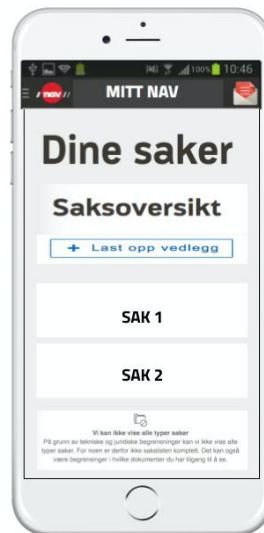 100% 10:46
nav
MITT NAV
Dine saker
Saksoversikt
+ Last opp vedlegg
SAK 1
SAK 2
Vi kan ikke vise alle typer saker
På grunn av tekniske og juridiske begrensninger kan vi ikke vise alle
typer saker. For noen er derfor ikke sakslisten komplett. Det kan også
være begrensinger i hvilke dokumenter du har tilgang til å se.